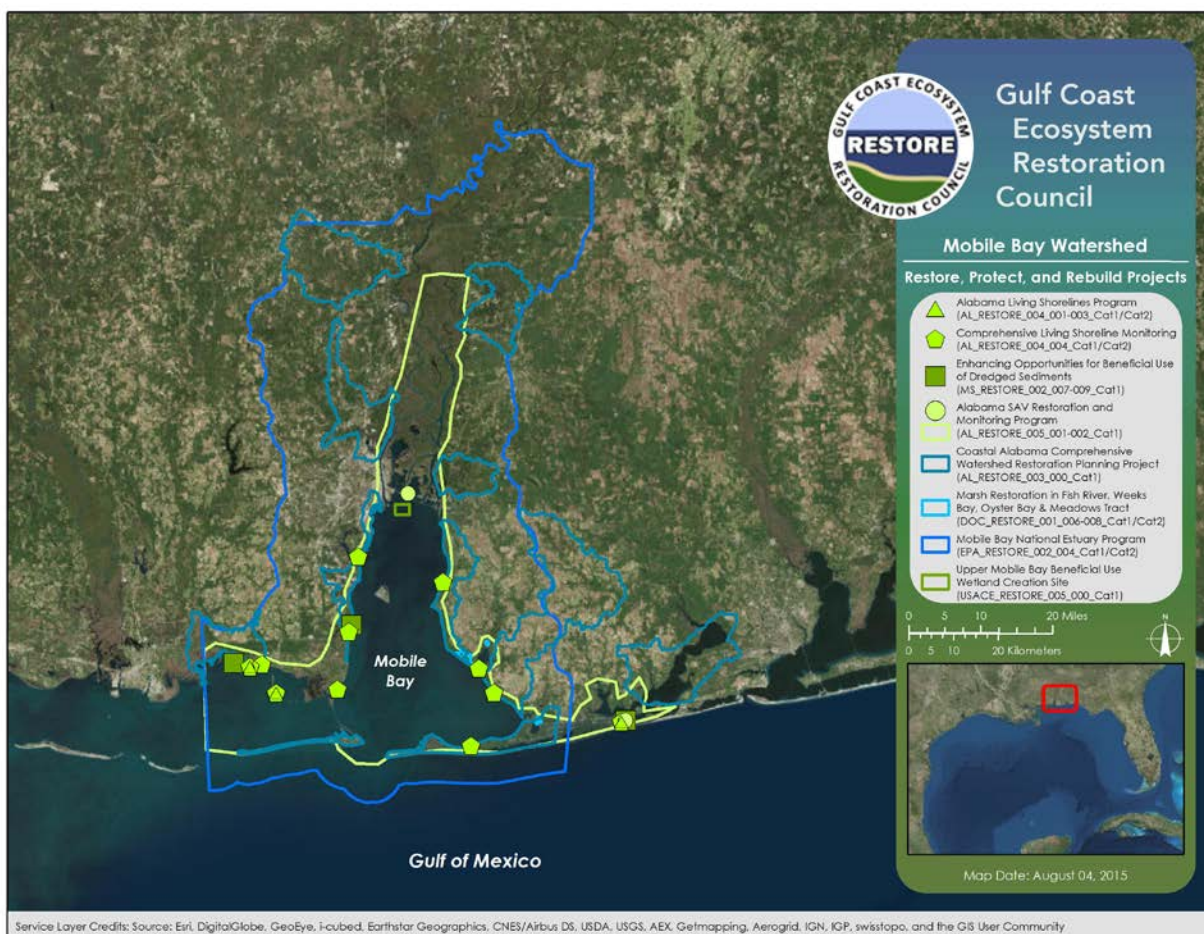 GULF COAST ECOSYSTEM
RESTORE
RESTORATION COUNCIL
Gulf Coast
Ecosystem
Restoration
Council
Mobile Bay Watershed
Restore, Protect, and Rebuild Projects
Alabama Living Shorelines Program
(AL_RESTORE_004_001-003_Cat1/Cat2)
Comprehensive Living Shoreline Monitoring
(AL_RESTORE_004_004_Cat1/Cat2)
Enhancing Opportunities for Beneficial Use
of Dredged Sediments
(MS_RESTORE_002_007-009_Cat1)
Alabama SAV Restoration and
Monitoring Program
(AL_RESTORE_005_001-002_Cat1)
Coastal Alabama Comprehensive
Watershed Restoration Planning Project
(AL_RESTORE_003_000_Cat1)
Marsh Restoration in Fish River, Weeks
Bay, Oyster Bay & Meadows Tract
(DOC_RESTORE_001_006-008_Cat1/Cat2)
Mobile Bay National Estuary Program
(EPA_RESTORE_002_004_Cat1/Cat2)
Upper Mobile Bay Beneficial Use
Wetland Creation Site
(USACE_RESTORE_005_000_Cat1)
0 5 10 20 Miles
0 5 10 20 Kilometers
N
Mobile
Bay
Gulf of Mexico
Map Date: August 04, 2015
Service Layer Credits: Source: Esri, DigitalGlobe, GeoEye, i-cubed, Earthstar Geographics, CNES/Airbus DS, USDA, USGS, AEX, Getmapping, Aerogrid, IGN, IGP, swisstopo, and the GIS User Community